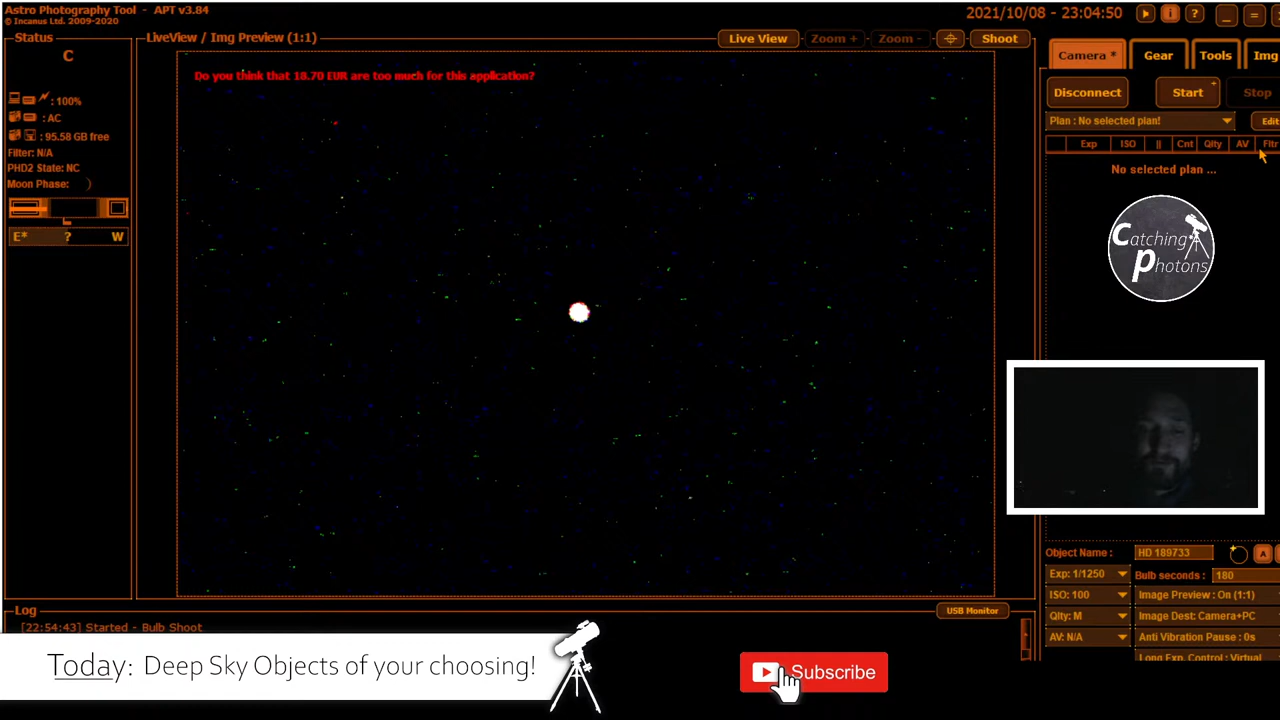 Astro Photography Tool - APT v3.84
© Incanus Ltd. 2009-2020
2021/10/08 - 23:04:50
i ?
Status
C
: 100%
: AC
: 95.58 GB free
Filter: N/A
PHD2 State: NC
Moon Phase: )
E* ? W
LiveView / Img Preview (1:1)
Live View Zoom + Zoom - Shoot
Do you think that 18.70 EUR are too much for this application?
Camera * Gear Tools Img
Disconnect Start + Stop
Plan : No selected plan! Edit
Exp ISO || Cnt Qlty AV Fltr
No selected plan ...
Catching
Photons
Object Name : HD 189733 A
Exp: 1/1250 Bulb seconds : 180
ISO: 100 Image Preview : On (1:1)
Qlty: M Image Dest: Camera+PC
AV: N/A Anti Vibration Pause : 0s
Long Exp. Control : Virtual
Log
USB Monitor
[22:54:43] Started - Bulb Shoot
Today: Deep Sky Objects of your choosing!
Subscribe